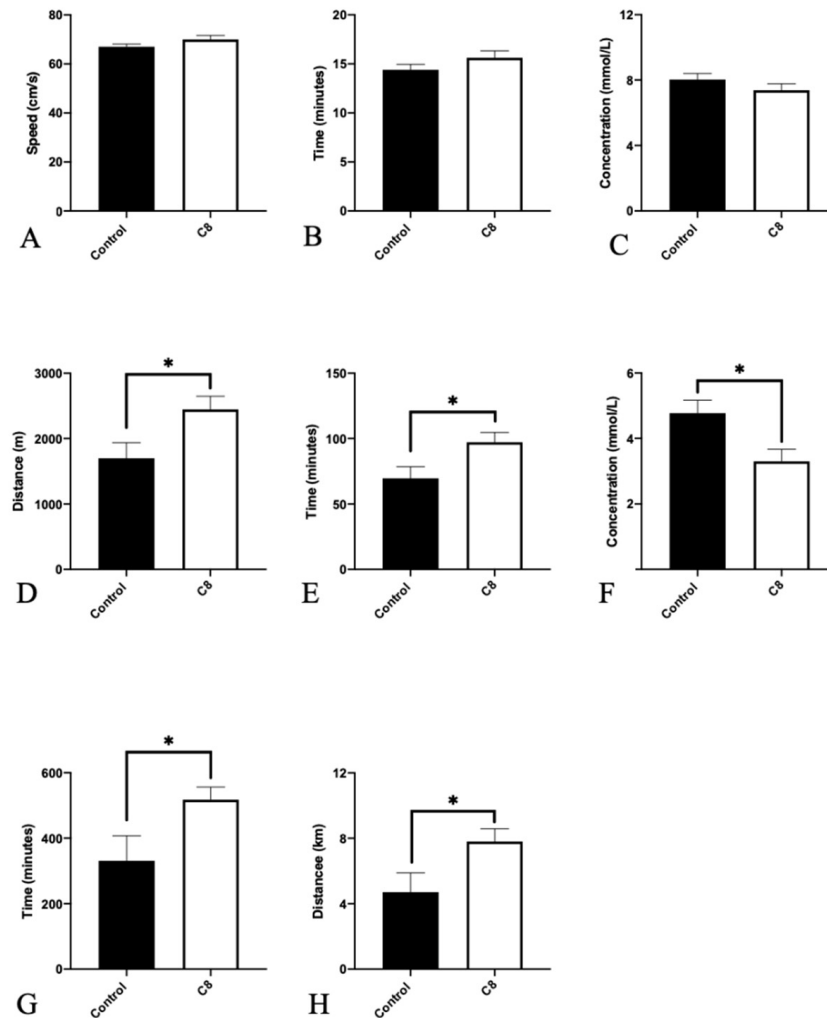 Speed (cm/s)
80
60
40
20
0
Control
C8
A
Time (minutes)
20
15
10
5
0
Control
C8
B
Concentration (mmol/L)
12
8
4
0
Control
C8
C
Distance (m)
3000
2000
1000
0
*
Control
C8
D
Time (minutes)
150
100
50
0
*
Control
C8
E
Concentration (mmol/L)
6
4
2
*
Control
C8
F
Time (minutes)
600
400
200
0
*
Control
C8
G
Distancee (km)
12
8
4
0
*
Control
C8
H